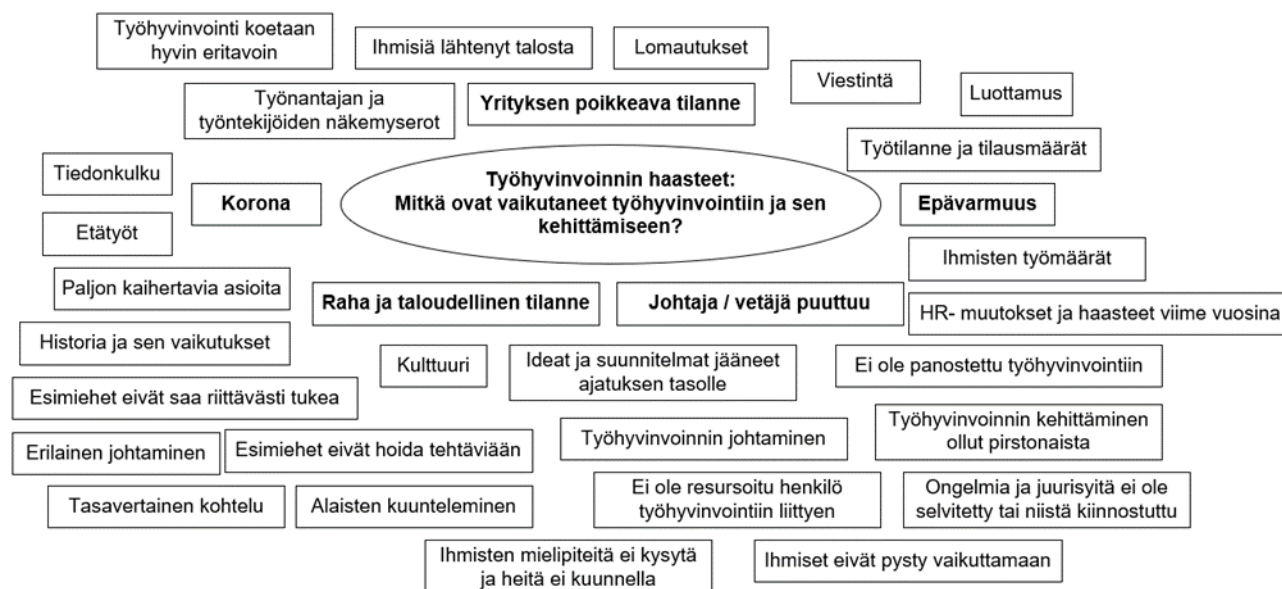 Työhyvinvointi koetaan
hyvin eritavoin
Ihmisiä lähtenyt talosta
Lomautukset
Viestintä
Luottamus
Työnantajan ja
työntekijöiden näkemyserot
Yrityksen poikkeava tilanne
Työtilanne ja tilausmäärät
Tiedonkulku
Korona
Työhyvinvoinnin haasteet:
Mitkä ovat vaikutaneet työhyvinvointiin ja sen
kehittämiseen?
Epävarmuus
Etätyöt
Ihmisten työmäärät
Paljon kaihertavia asioita
Raha ja taloudellinen tilanne
Johtaja / vetäjä puuttuu
HR- muutokset ja haasteet viime vuosina
Historia ja sen vaikutukset
Kulttuuri
Ideat ja suunnitelmat jääneet
ajatuksen tasolle
Ei ole panostettu työhyvinvointiin
Esimiehet eivät saa riittävästi tukea
Erilainen johtaminen
Esimiehet eivät hoida tehtäviään
Työhyvinvoinnin johtaminen
Työhyvinvoinnin kehittäminen
ollut pirstonaista
Tasavertainen kohtelu
Alaisten kuunteleminen
Ei ole resursoitu henkilö
työhyvinvointiin liittyen
Ongelmia ja juurisyitä ei ole
selvitetty tai niistä kiinnostuttu
Ihmisten mielipiteitä ei kysytä
ja heitä ei kuunnella
Ihmiset eivät pysty vaikuttamaan